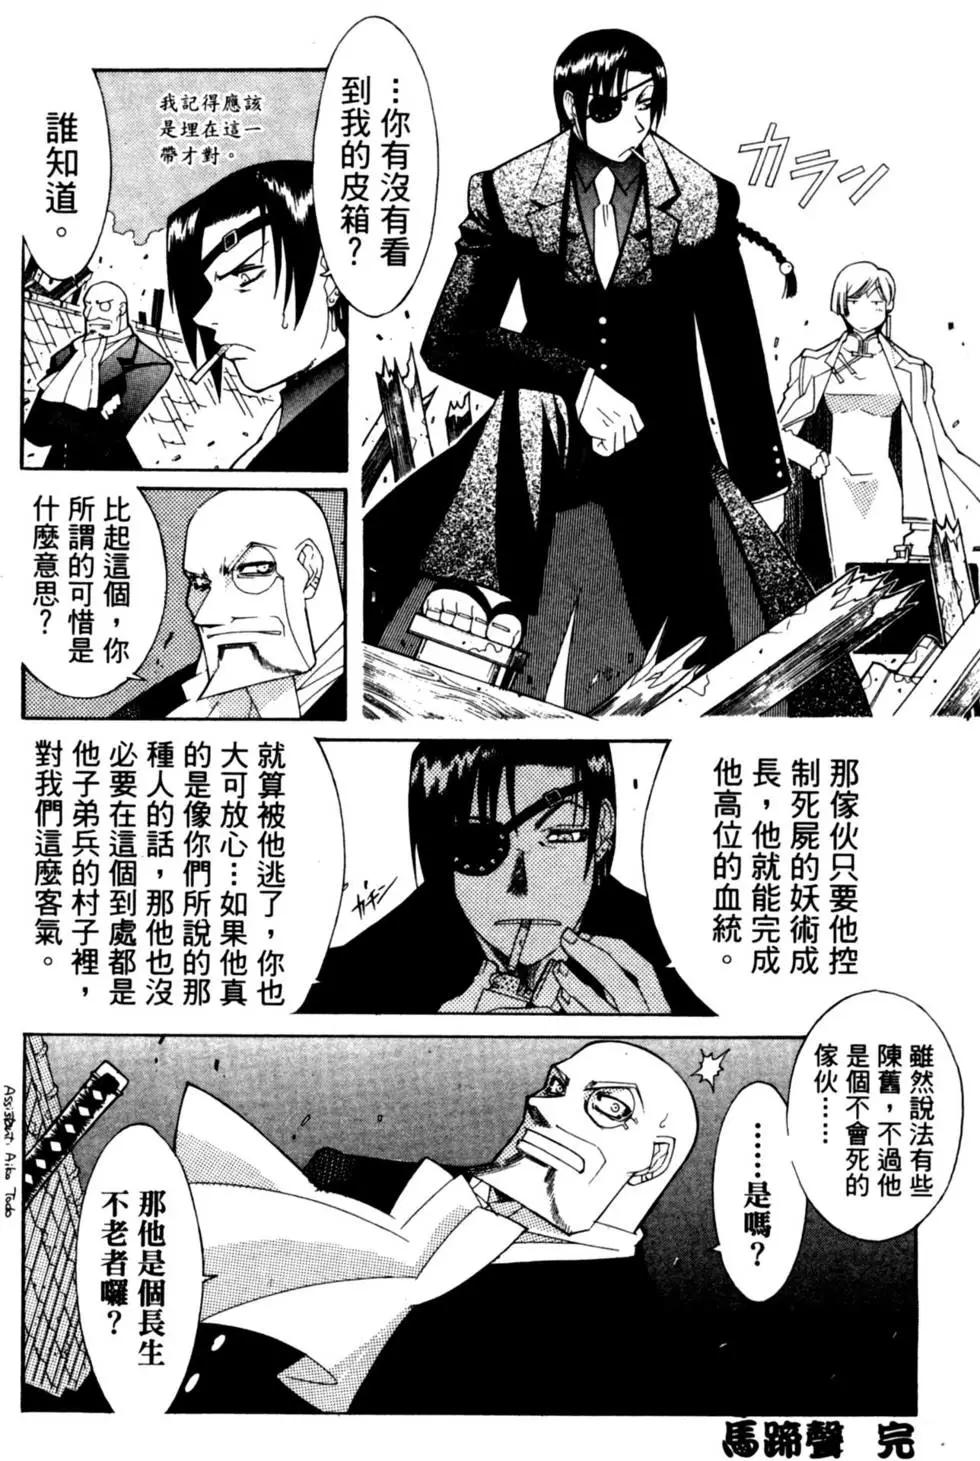 カラン
…你有沒有看
到我的皮箱?
我記得應該
是埋在這一
帶才對。
誰知道。
比起這個,你
所謂的可惜是
什麼意思?
那傢伙只要他控
制死屍的妖術成
長,他就能完成
他高位的血統。
カチン
就算被他逃了,你也
大可放心…如果他真
的是像你們所說的那
種人的話,那他也沒
必要在這個到處都是
他子弟兵的村子裡,
對我們這麼客氣。
雖然說法有些
陳舊,不過他
是個不會死的
傢伙……
……是嗎?
那他是個長生
不老者囉?
Assistant. Aiko Todo
馬蹄聲 完